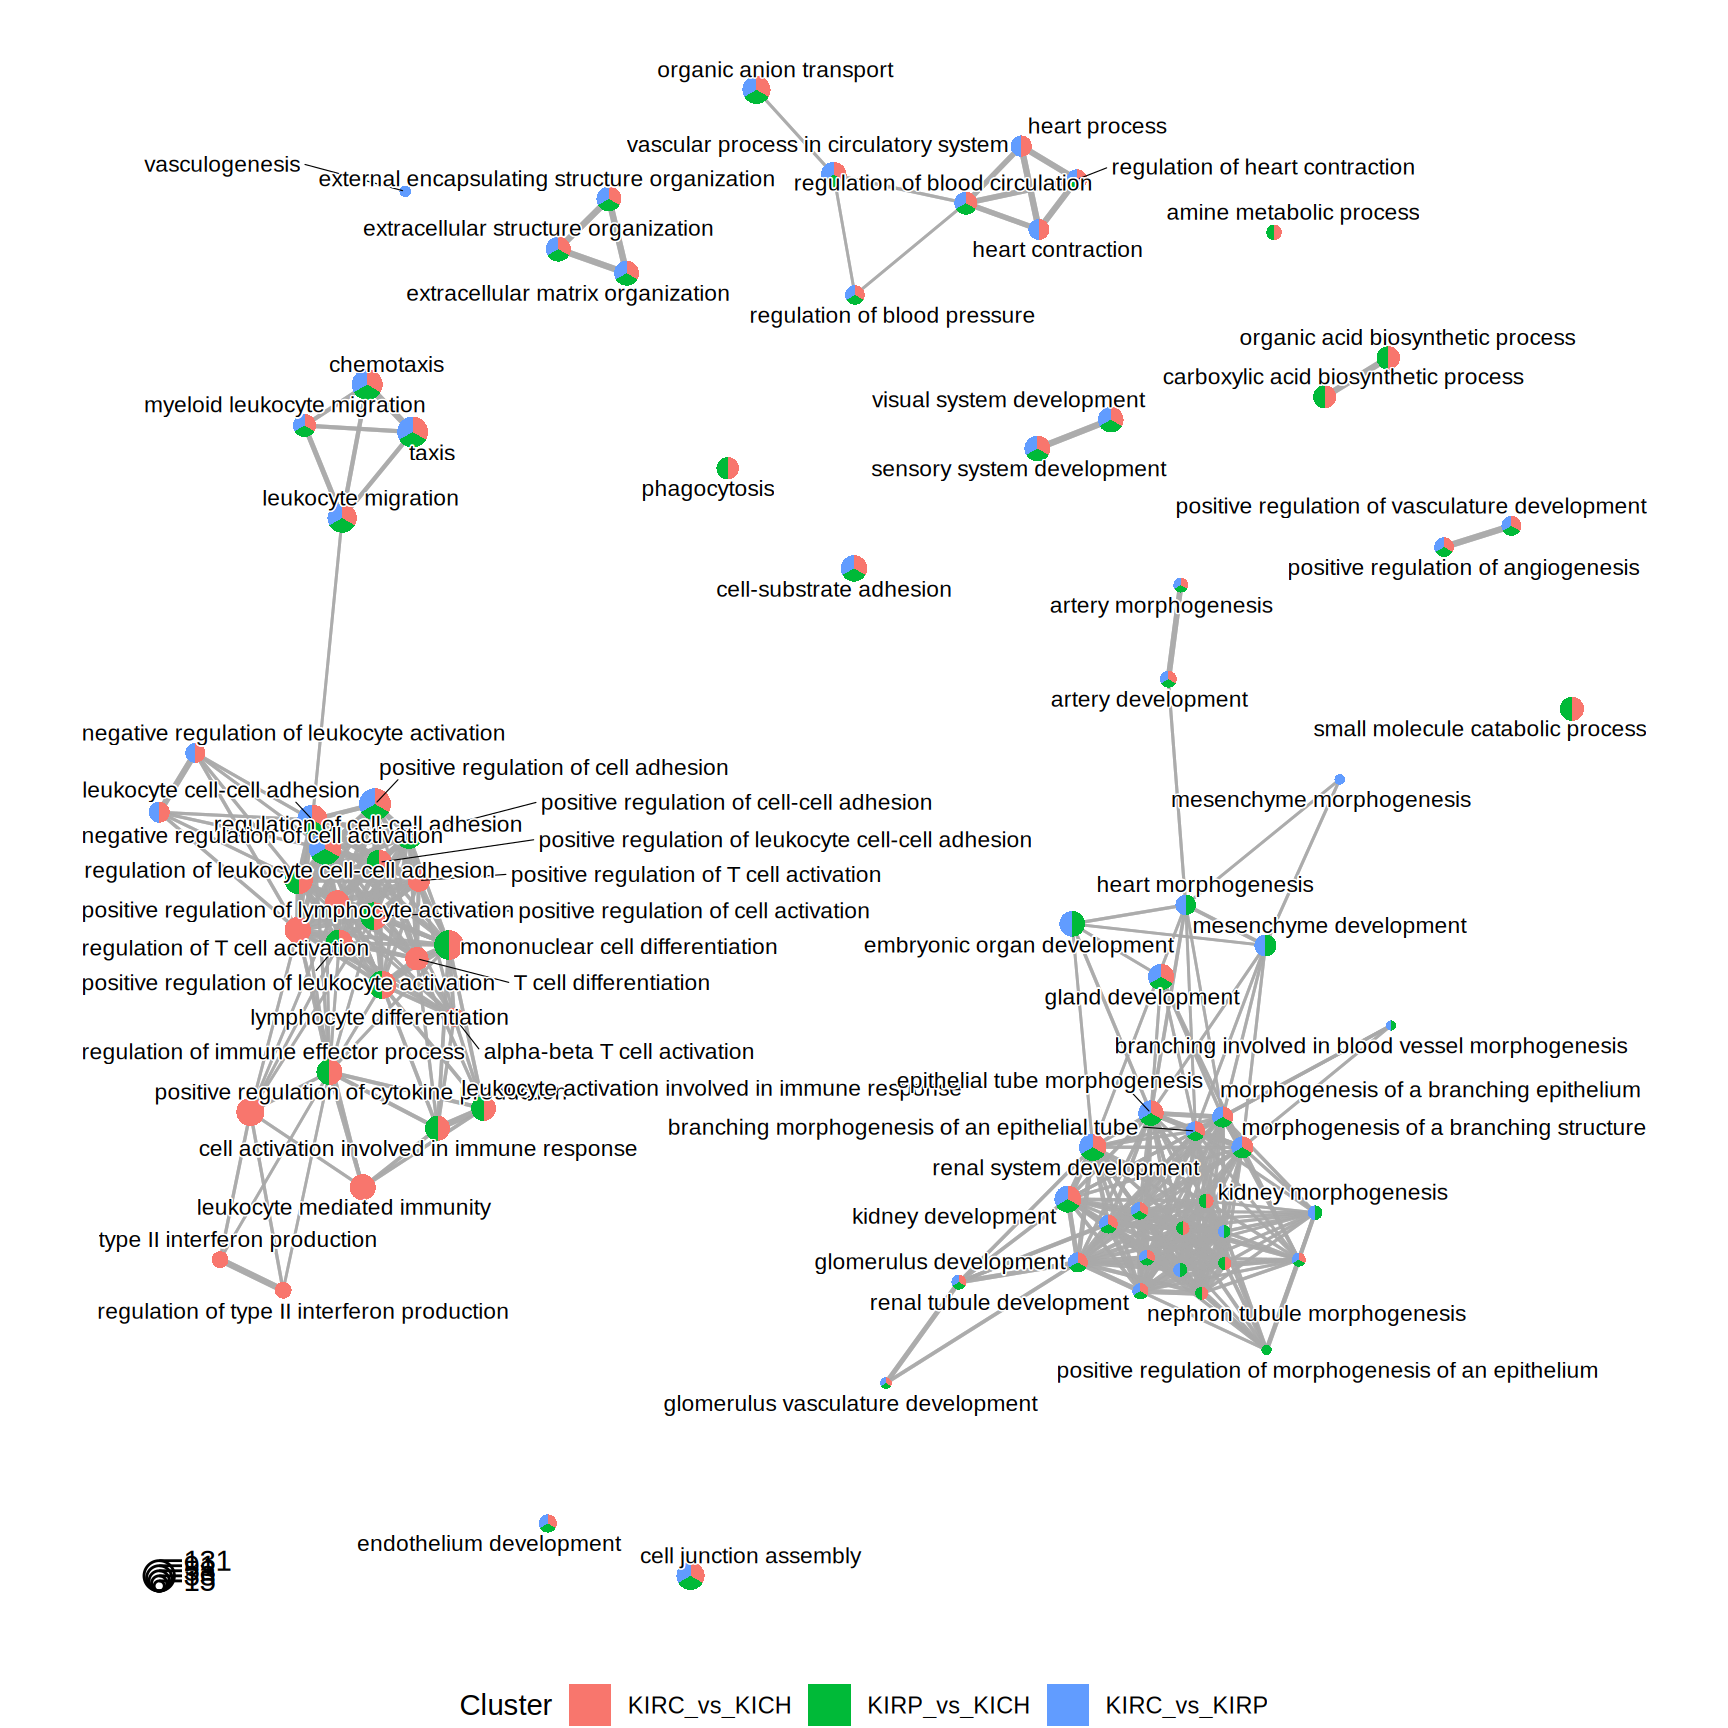 organic anion transport
heart process
vascular process in circulatory system
vasculogenesis
regulation of heart contraction
external encapsulating structure organization
regulation of blood circulation
amine metabolic process
extracellular structure organization
heart contraction
extracellular matrix organization
regulation of blood pressure
organic acid biosynthetic process
chemotaxis
carboxylic acid biosynthetic process
visual system development
myeloid leukocyte migration
taxis
sensory system development
phagocytosis
leukocyte migration
positive regulation of vasculature development
positive regulation of angiogenesis
cell-substrate adhesion
artery morphogenesis
artery development
small molecule catabolic process
negative regulation of leukocyte activation
positive regulation of cell adhesion
leukocyte cell-cell adhesion
mesenchyme morphogenesis
positive regulation of cell-cell adhesion
regulation of cell-cell adhesion
negative regulation of cell activation
positive regulation of leukocyte cell-cell adhesion
regulation of leukocyte cell-cell adhesion
positive regulation of T cell activation
heart morphogenesis
positive regulation of lymphocyte activation
positive regulation of cell activation
mesenchyme development
regulation of T cell activation
mononuclear cell differentiation
embryonic organ development
positive regulation of leukocyte activation
T cell differentiation
gland development
lymphocyte differentiation
branching involved in blood vessel morphogenesis
regulation of immune effector process
alpha-beta T cell activation
epithelial tube morphogenesis
positive regulation of cytokine production
leukocyte activation involved in immune response
morphogenesis of a branching epithelium
branching morphogenesis of an epithelial tube
morphogenesis of a branching structure
cell activation involved in immune response
renal system development
kidney morphogenesis
leukocyte mediated immunity
kidney development
type II interferon production
glomerulus development
renal tubule development
regulation of type II interferon production
nephron tubule morphogenesis
positive regulation of morphogenesis of an epithelium
glomerulus vasculature development
endothelium development
cell junction assembly
131
15
Cluster
KIRC_vs_KICH
KIRP_vs_KICH
KIRC_vs_KIRP